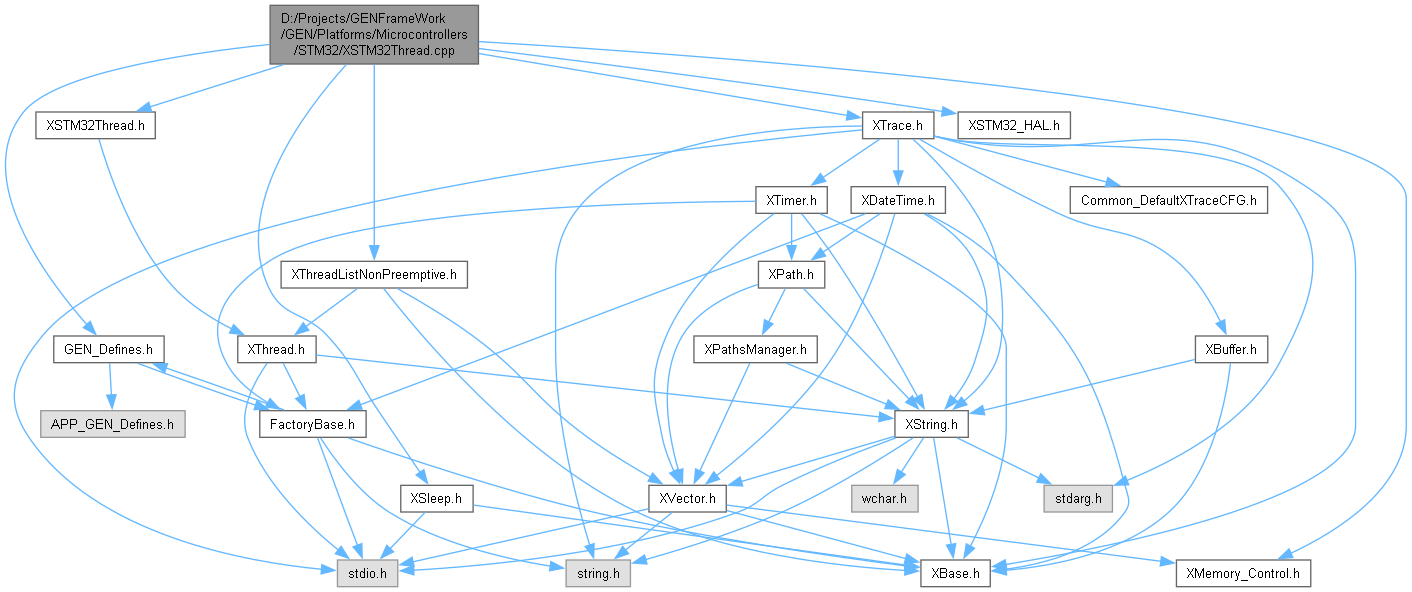 D:/Projects/GENFrameWork
/GEN/Platforms/Microcontrollers
/STM32/XSTM32Thread.cpp
XSTM32Thread.h
XTrace.h
XSTM32_HAL.h
XTimer.h
XDateTime.h
Common_DefaultXTraceCFG.h
XThreadListNonPreemptive.h
XPath.h
GEN_Defines.h
XThread.h
XPathsManager.h
XBuffer.h
APP_GEN_Defines.h
FactoryBase.h
XString.h
XSleep.h
XVector.h
wchar.h
stdarg.h
stdio.h
string.h
XBase.h
XMemory_Control.h